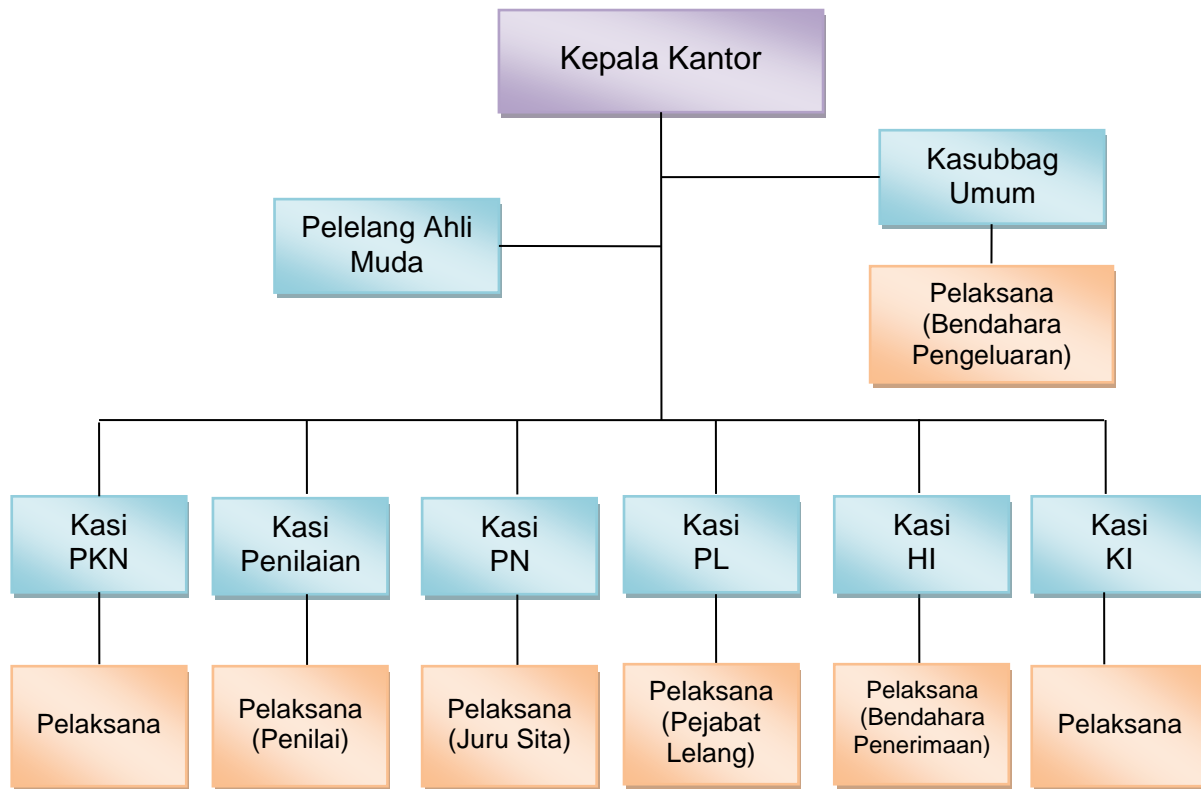 Kepala Kantor
Kasubbag
Umum
Pelelang Ahli
Muda
Pelaksana
(Bendahara
Pengeluaran)
Kasi
PKN
Kasi
Penilaian
Kasi
PN
Kasi
PL
Kasi
HI
Kasi
KI
Pelaksana
Pelaksana
(Penilai)
Pelaksana
(Juru Sita)
Pelaksana
(Pejabat
Lelang)
Pelaksana
(Bendahara
Penerimaan)
Pelaksana